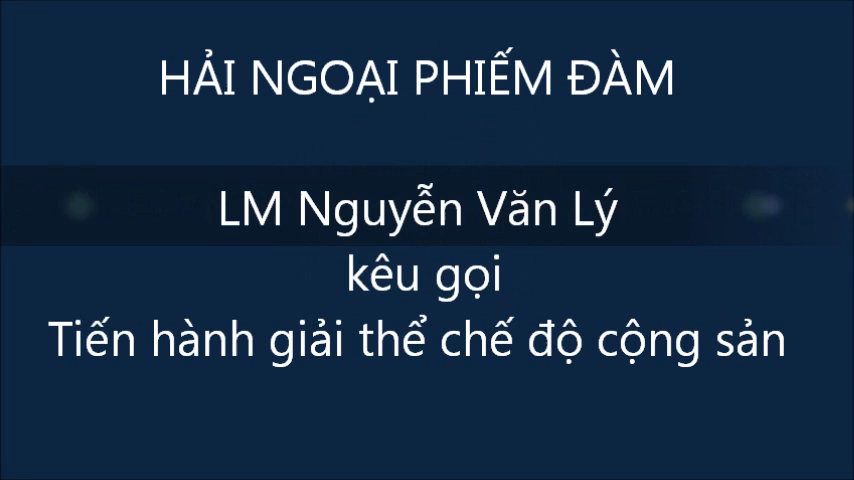 HẢI NGOẠI PHIẾM ĐÀM
LM Nguyễn Văn Lý
kêu gọi
Tiến hành giải thể chế độ cộng sản